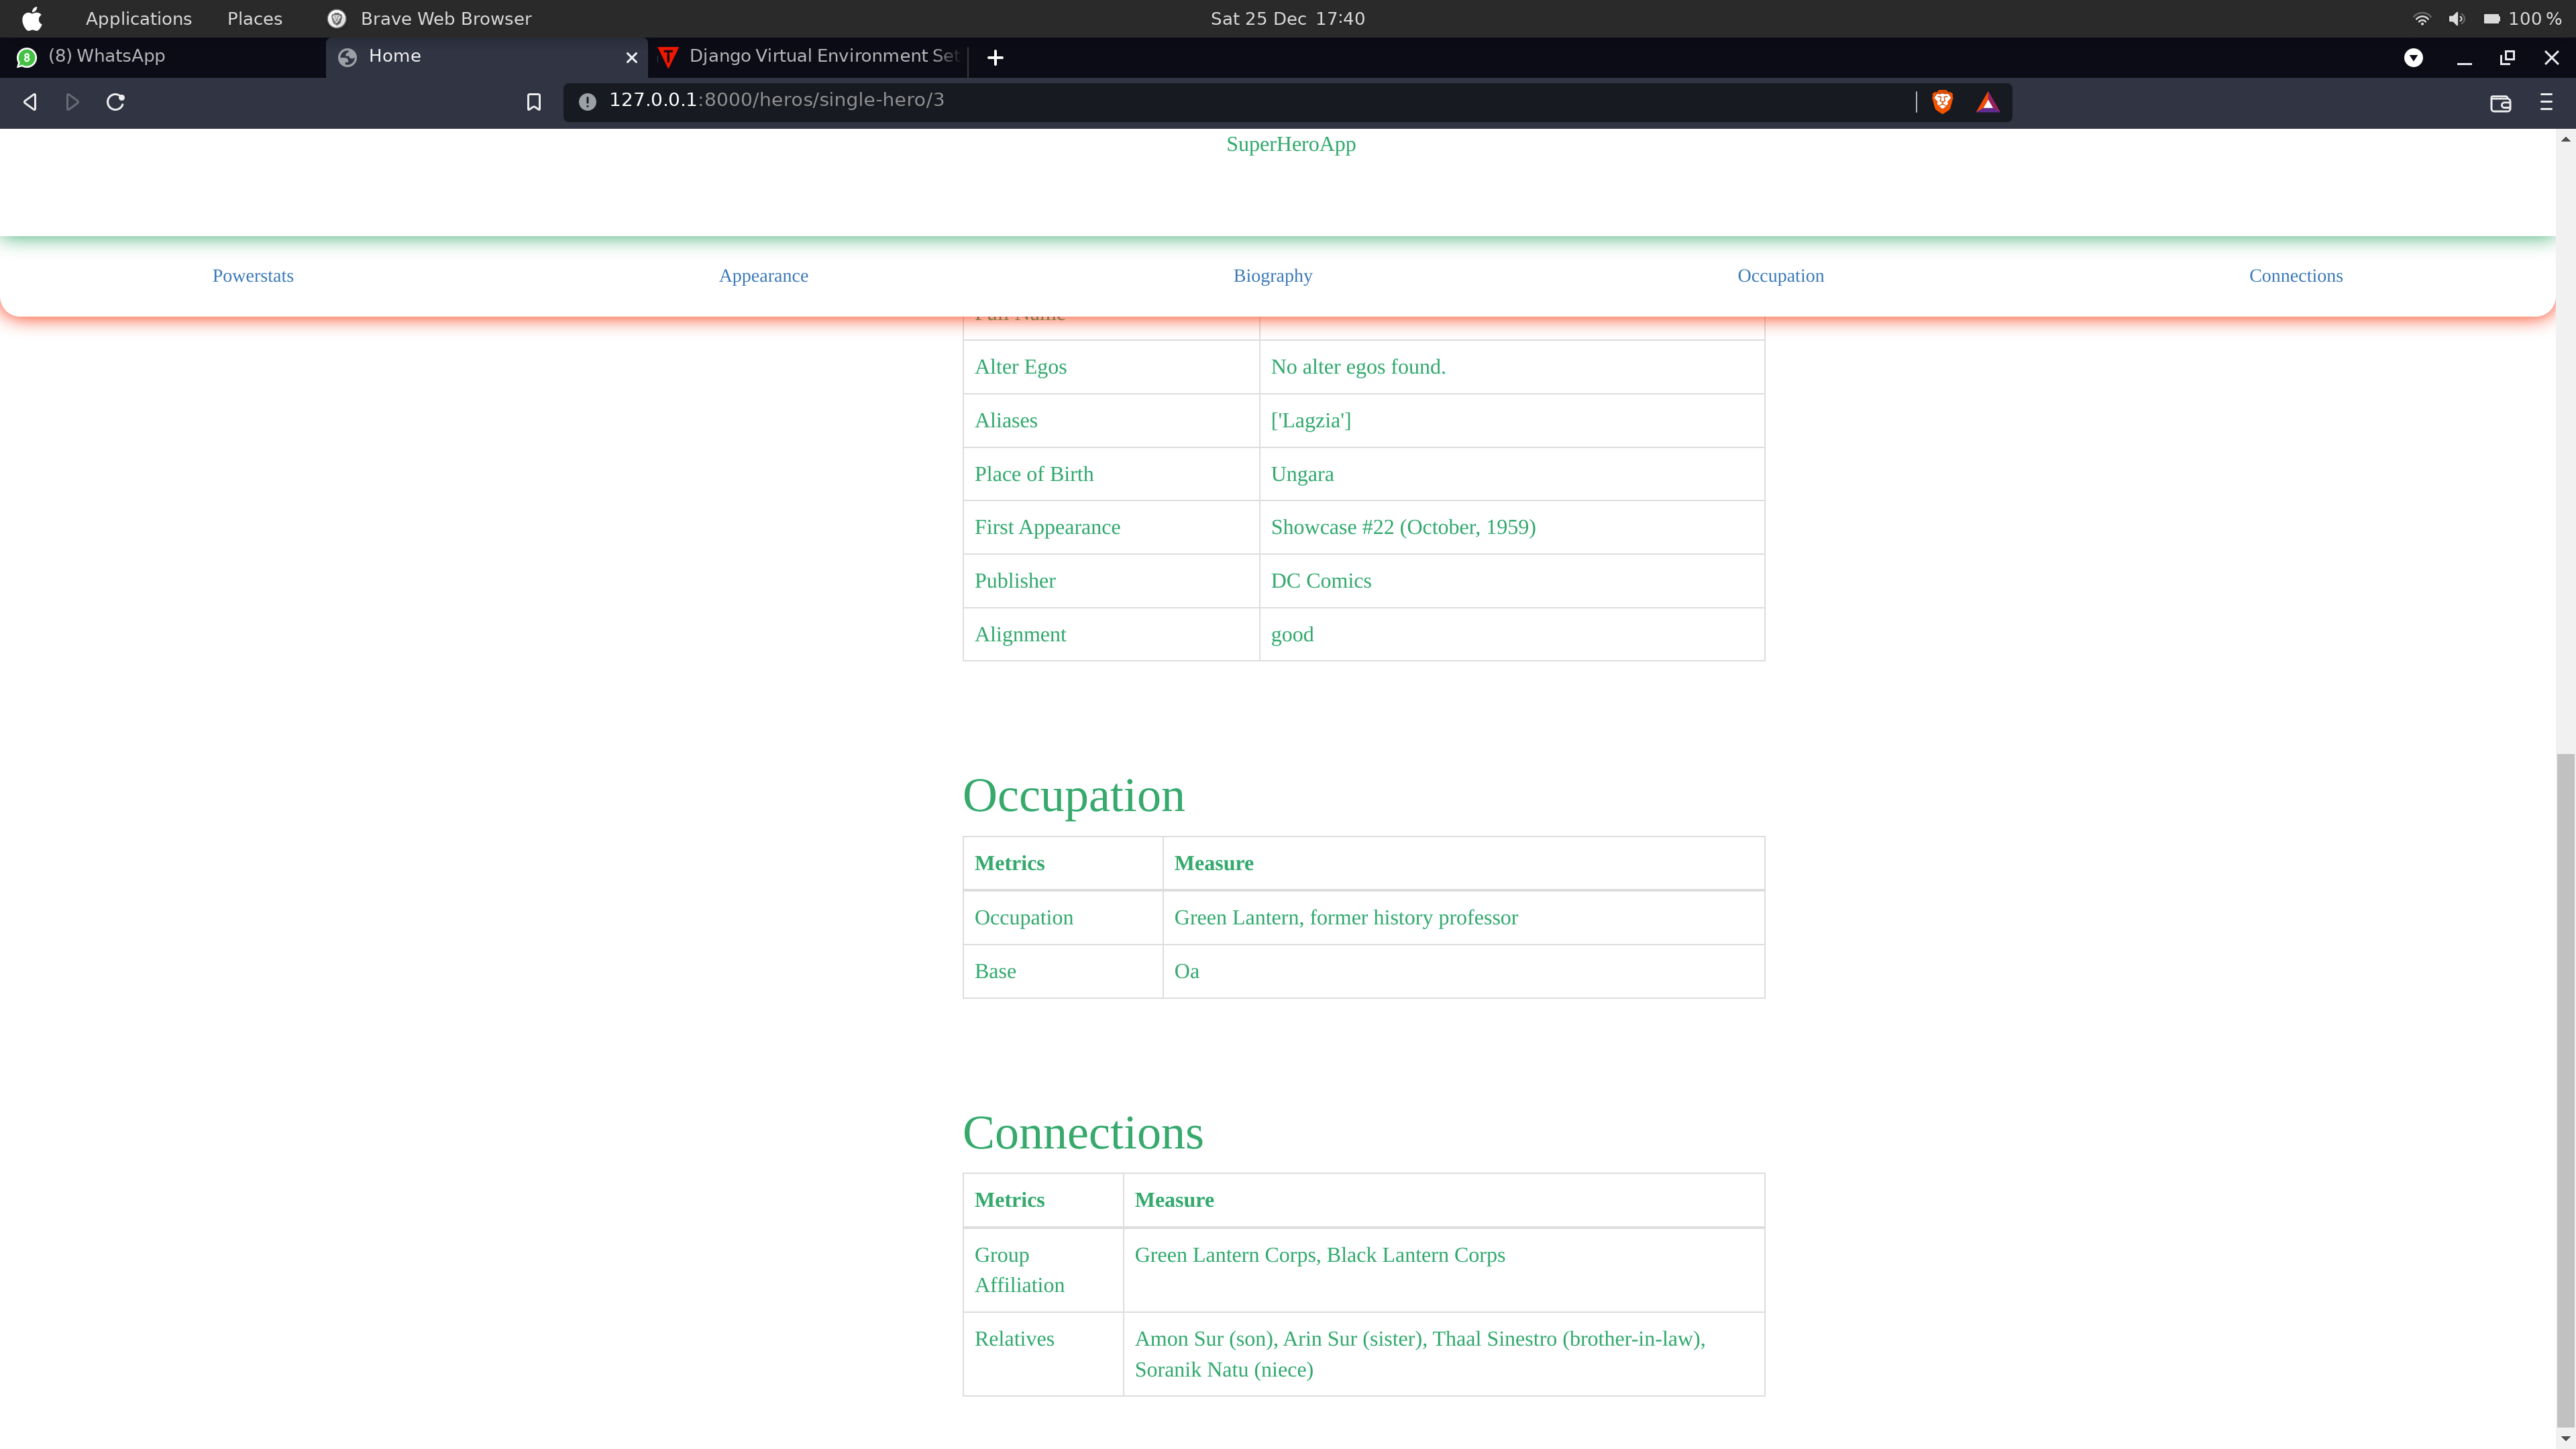 Applications Places Brave Web Browser Sat 25 Dec 17:40 100 %
8 (8) WhatsApp Home Django Virtual Environment Set
127.0.0.1:8000/heros/single-hero/3
SuperHeroApp
Powerstats Appearance Biography Occupation Connections
Alter Egos No alter egos found.
Aliases ['Lagzia']
Place of Birth Ungara
First Appearance Showcase #22 (October, 1959)
Publisher DC Comics
Alignment good
Occupation
Metrics Measure
Occupation Green Lantern, former history professor
Base Oa
Connections
Metrics Measure
Group Green Lantern Corps, Black Lantern Corps
Affiliation
Relatives Amon Sur (son), Arin Sur (sister), Thaal Sinestro (brother-in-law),
Soranik Natu (niece)